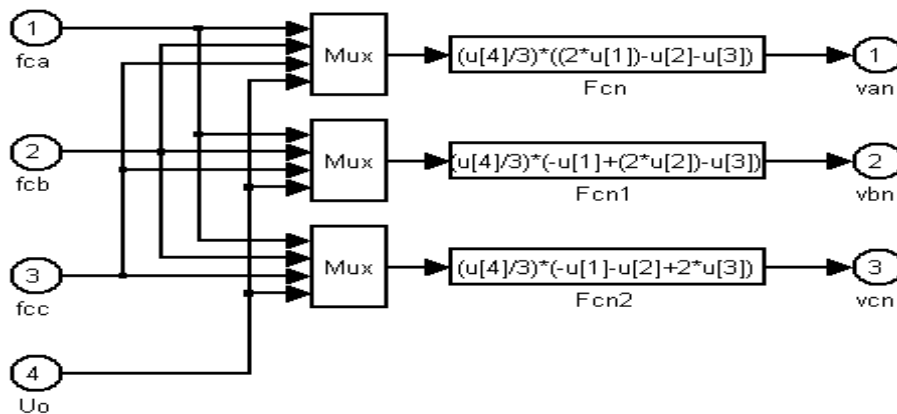 1
fca
Mux
(u[4]/3)*((2*u[1])-u[2]-u[3])
Fcn
1
van
2
fcb
Mux
(u[4]/3)*(-u[1]+(2*u[2])-u[3])
Fcn1
2
vbn
3
fcc
Mux
(u[4]/3)*(-u[1]-u[2]+2*u[3])
Fcn2
3
vcn
4
Uo